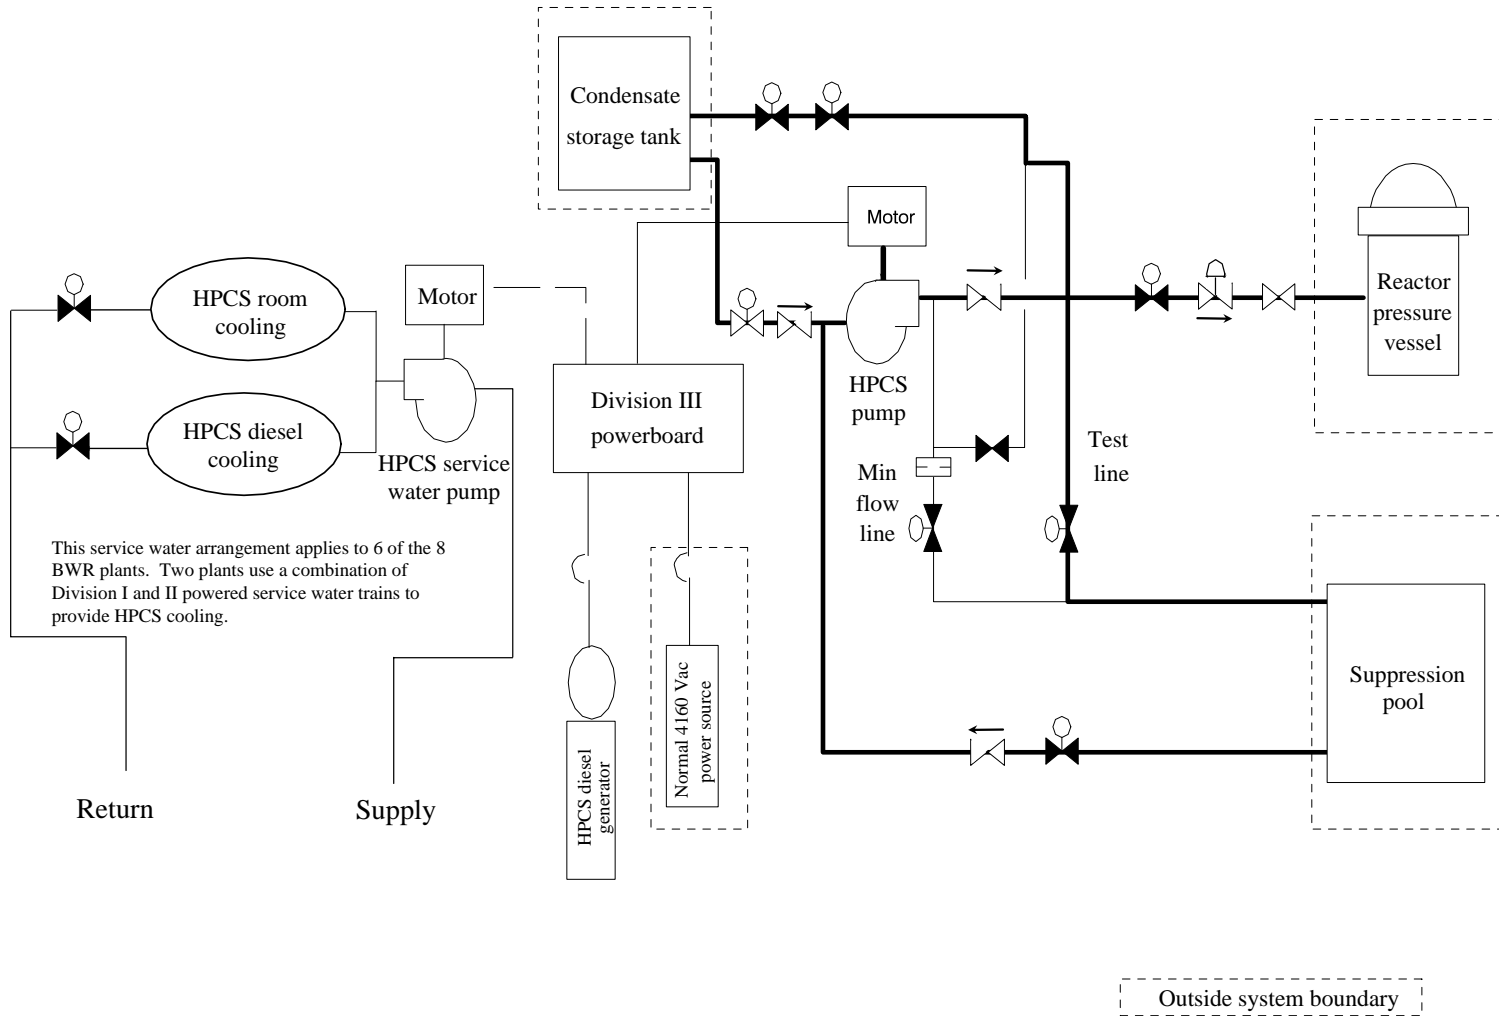 Condensate
storage tank
Motor
Reactor
pressure
vessel
HPCS room
cooling
Motor
HPCS
pump
Division III
powerboard
HPCS diesel
cooling
HPCS service
water pump
Test
line
Min
flow
line
This service water arrangement applies to 6 of the 8
BWR plants. Two plants use a combination of
Division I and II powered service water trains to
provide HPCS cooling.
Suppression
pool
Normal 4160 Vac
power source
HPCS diesel
generator
Return
Supply
Outside system boundary